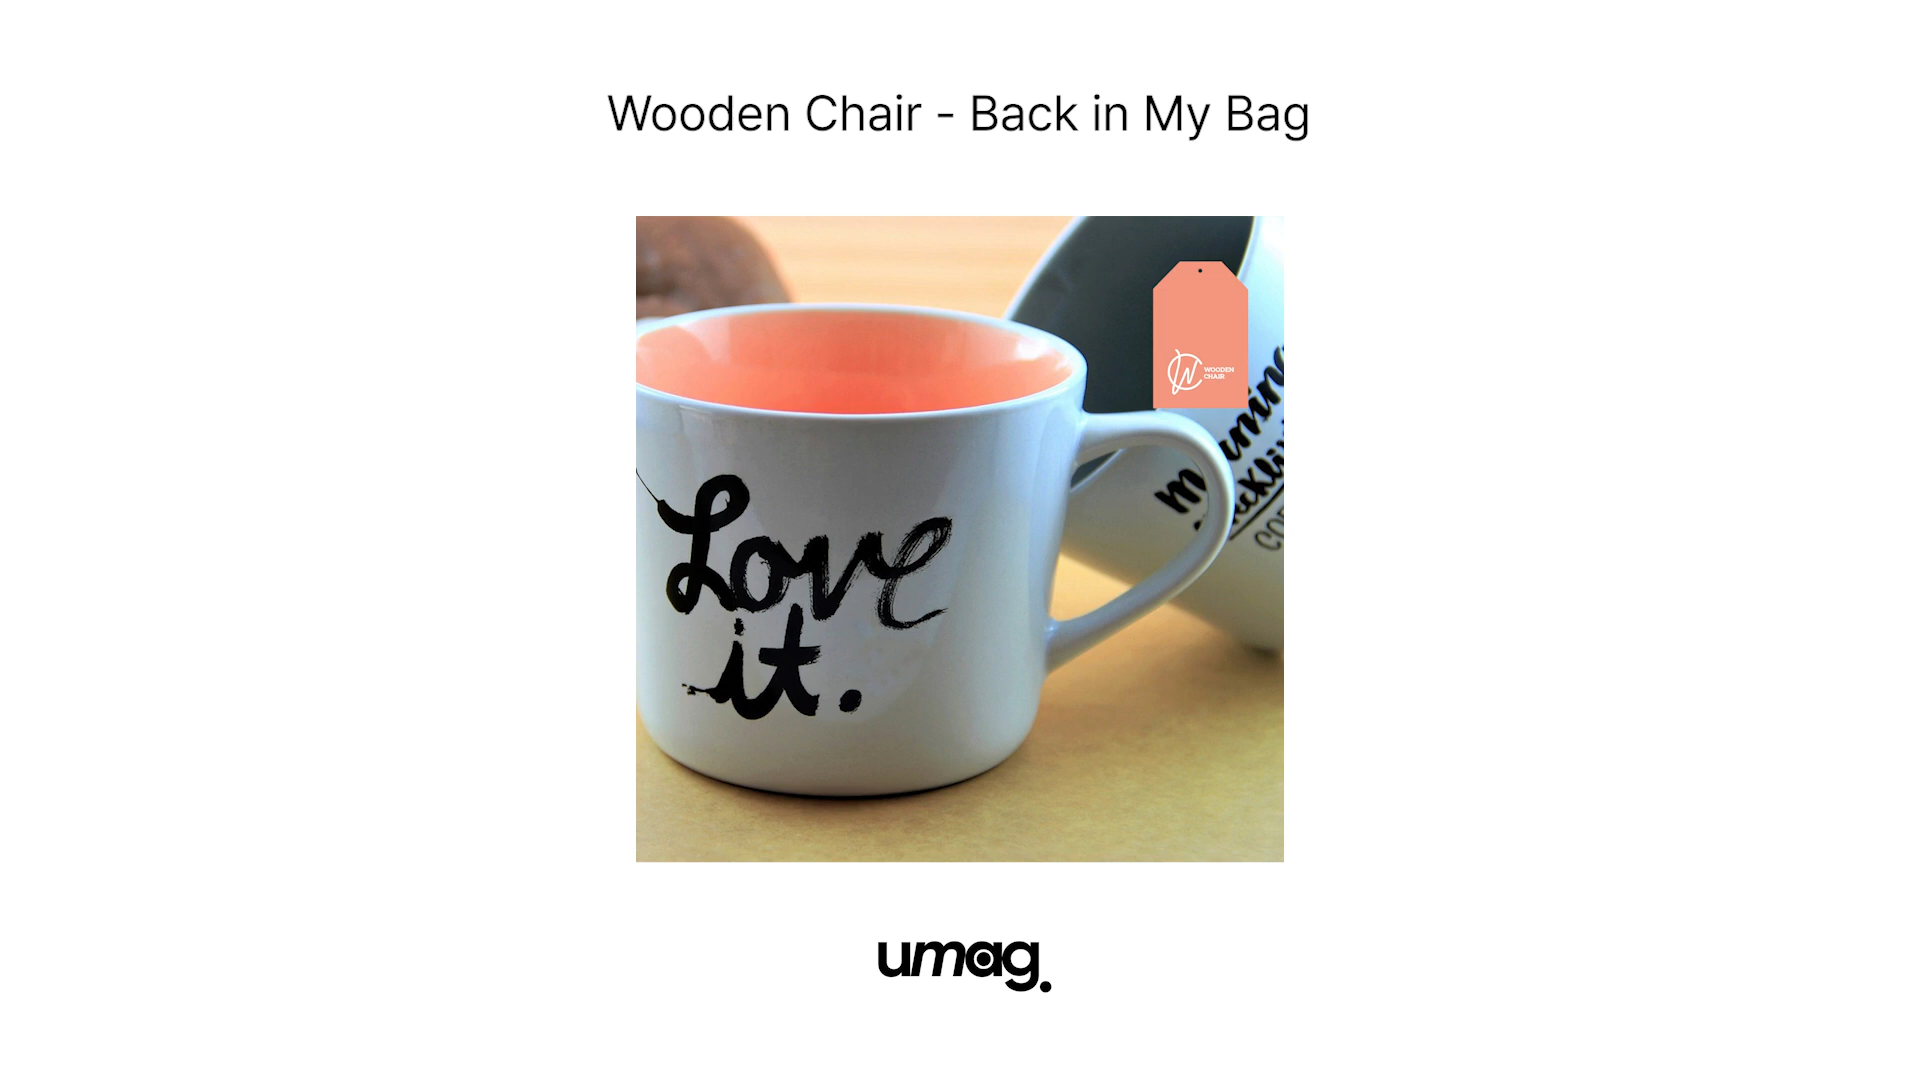 Wooden Chair - Back in My Bag
WOODEN
CHAIR
Love
it.
umag.